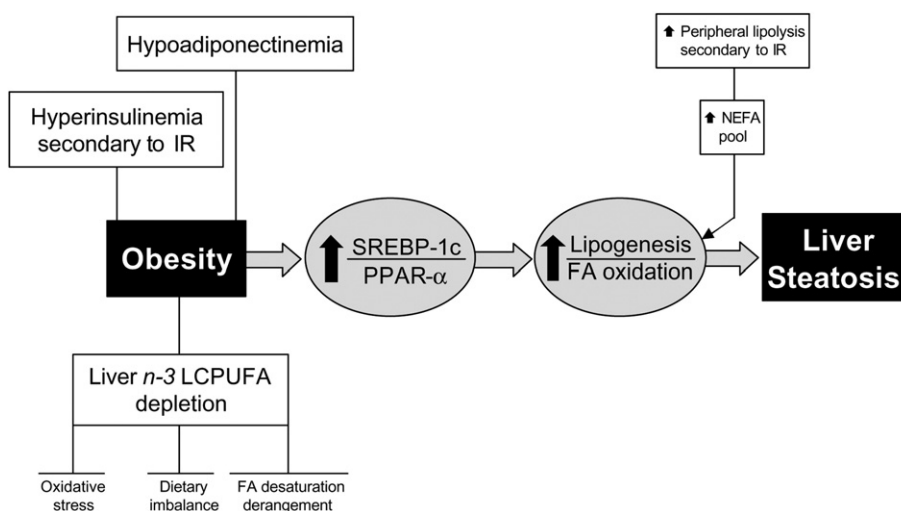 Hypoadiponectinemia
Hyperinsulinemia
secondary to IR
⬆ Peripheral lipolysis
secondary to IR
⬆ NEFA
pool
Obesity
⬆ SREBP-1c
PPAR-α
⬆ Lipogenesis
FA oxidation
Liver
Steatosis
Liver n-3 LCPUFA
depletion
Oxidative
stress
Dietary
imbalance
FA desaturation
derangement